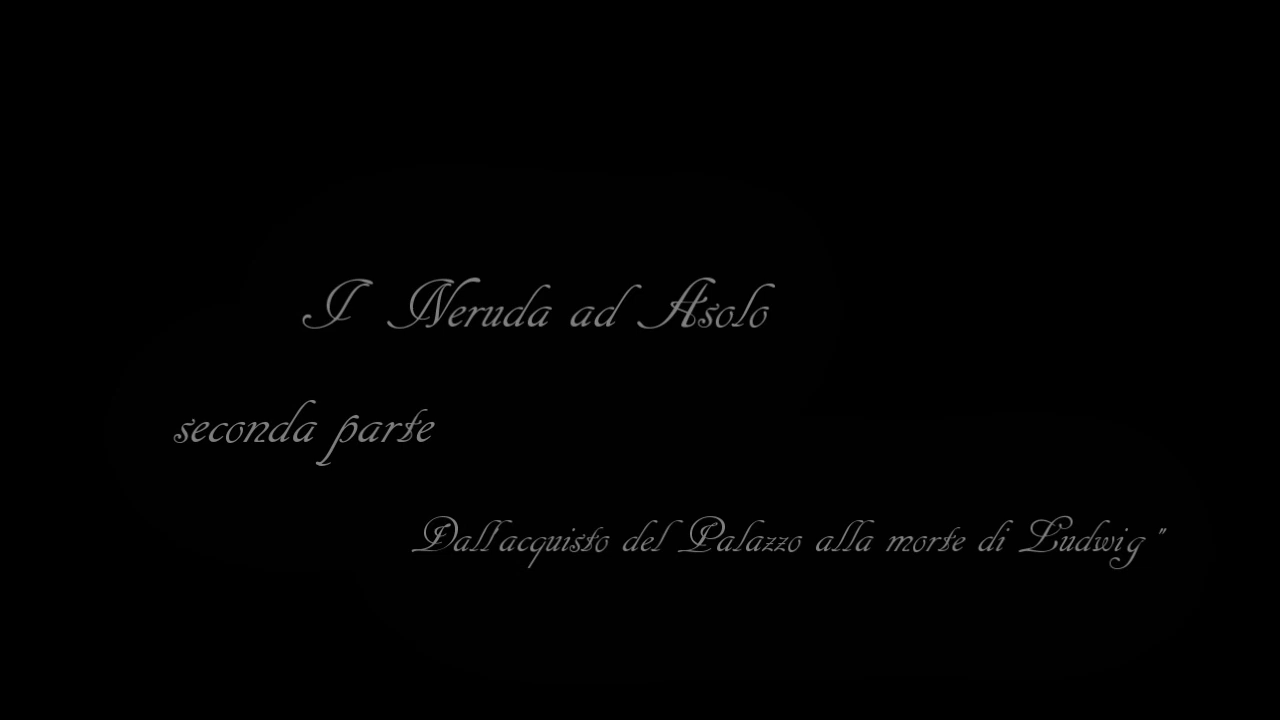 I Neruda ad Asolo
seconda parte
Dall'acquisto del Palazzo alla morte di Ludwig "